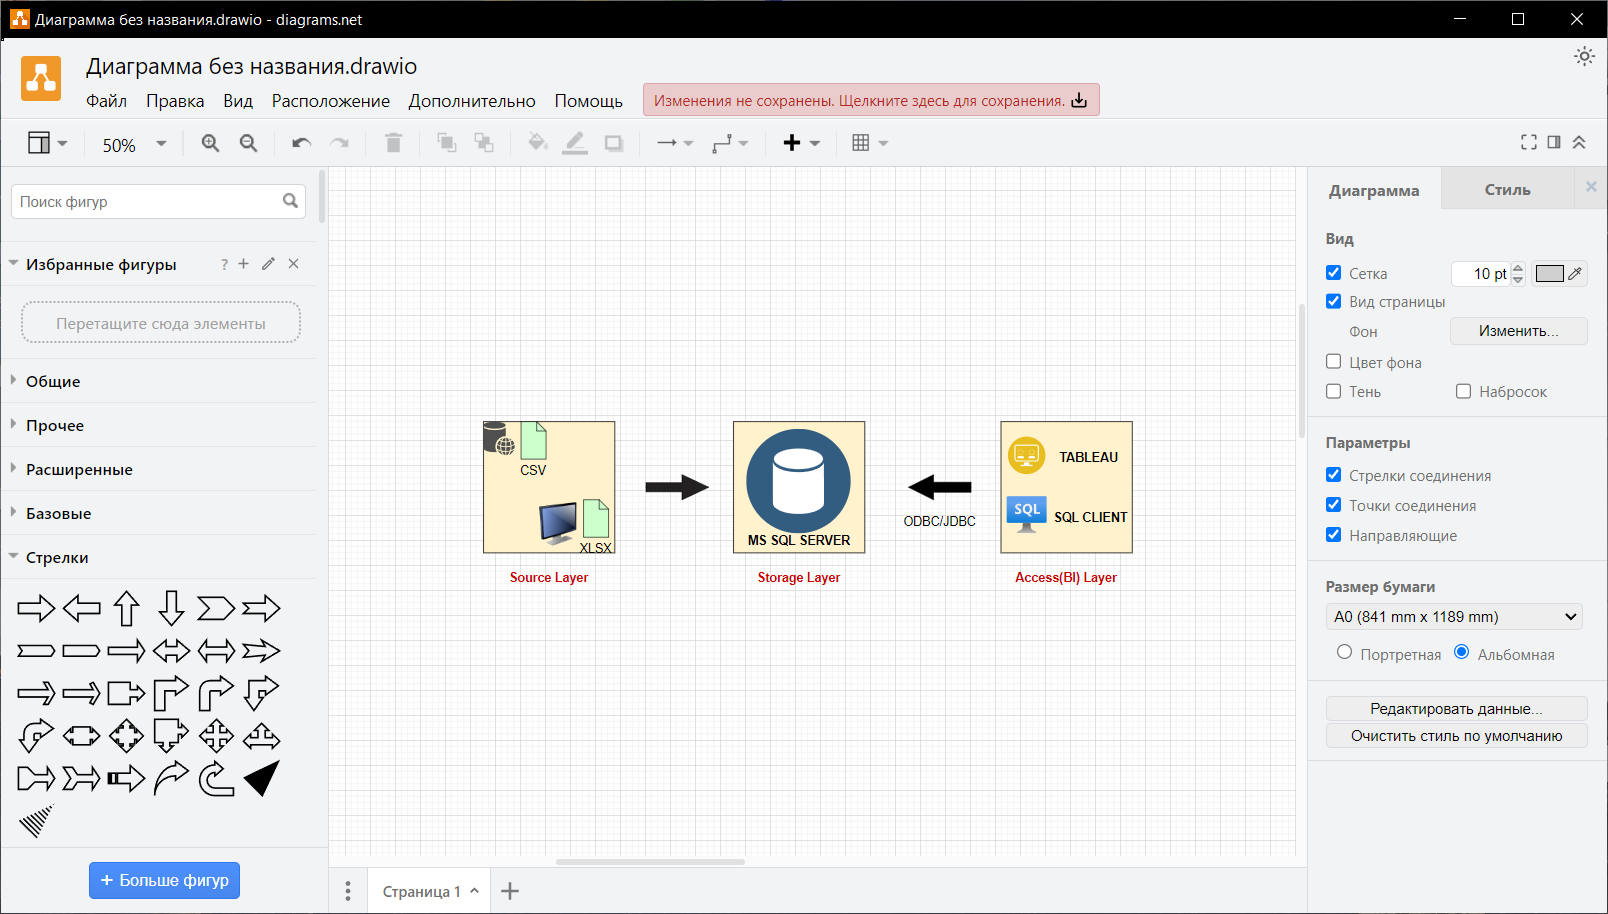 Диаграмма без названия.drawio - diagrams.net
Диаграмма без названия.drawio
Файл Правка Вид Расположение Дополнительно Помощь
Изменения не сохранены. Щелкните здесь для сохранения.
50%
Поиск фигур
Избранные фигуры ?
Перетащите сюда элементы
Общие
Прочее
Расширенные
Базовые
Стрелки
+ Больше фигур
CSV
XLSX
Source Layer
MS SQL SERVER
Storage Layer
ODBC/JDBC
TABLEAU
SQL
SQL CLIENT
Access(BI) Layer
Страница 1
Диаграмма
Стиль
Вид
Сетка
10 pt
Вид страницы
Фон
Изменить...
Цвет фона
Тень
Набросок
Параметры
Стрелки соединения
Точки соединения
Направляющие
Размер бумаги
A0 (841 mm x 1189 mm)
Портретная
Альбомная
Редактировать данные...
Очистить стиль по умолчанию